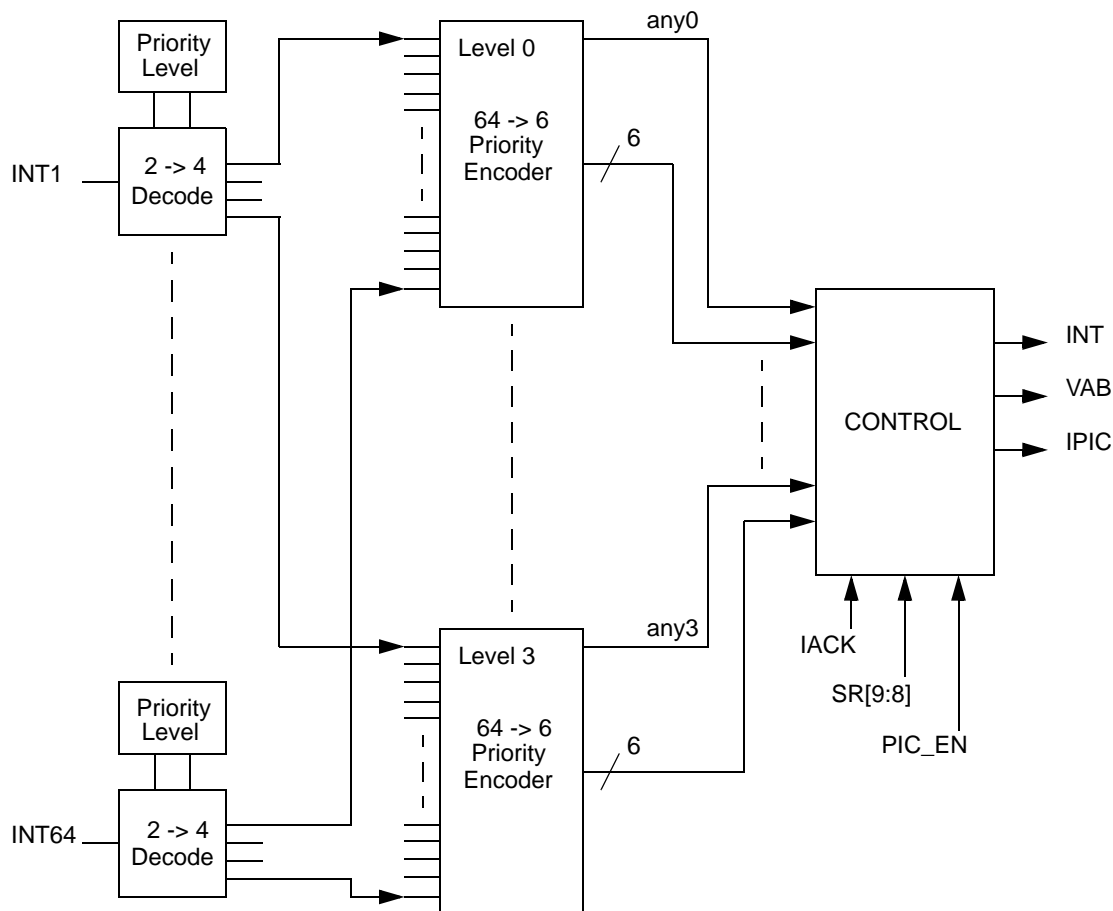 Priority
Level
2 -> 4
Decode
INT1
Level 0
64 -> 6
Priority
Encoder
any0
6
CONTROL
INT
VAB
IPIC
IACK
SR[9:8]
PIC_EN
Priority
Level
2 -> 4
Decode
INT64
Level 3
64 -> 6
Priority
Encoder
any3
6